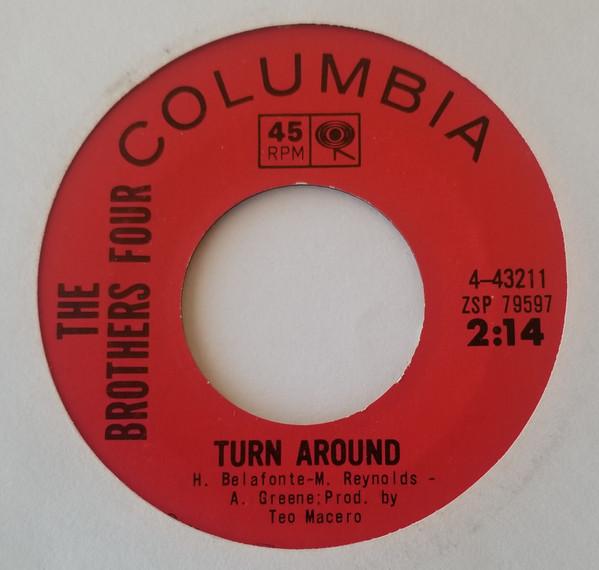 COLUMBIA
45
RPM
THE
BROTHERS FOUR
4-43211
ZSP 79597
2:14
TURN AROUND
H. Belafonte-M. Reynolds -
A. Greene:Prod. by
Teo Macero